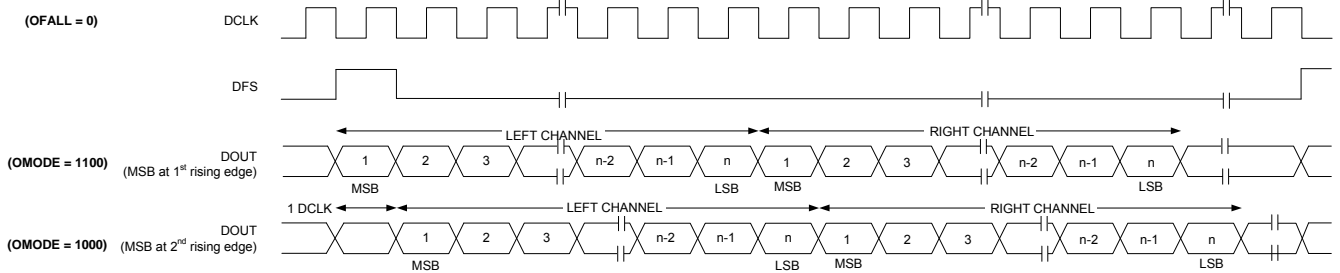 (OFALL = 0) DCLK
DFS
LEFT CHANNEL RIGHT CHANNEL
(OMODE = 1100) DOUT 1 2 3 n-2 n-1 n 1 2 3 n-2 n-1 n
(MSB at 1st rising edge)
MSB LSB MSB LSB
1 DCLK LEFT CHANNEL RIGHT CHANNEL
(OMODE = 1000) DOUT 1 2 3 n-2 n-1 n 1 2 3 n-2 n-1 n
(MSB at 2nd rising edge)
MSB LSB MSB LSB